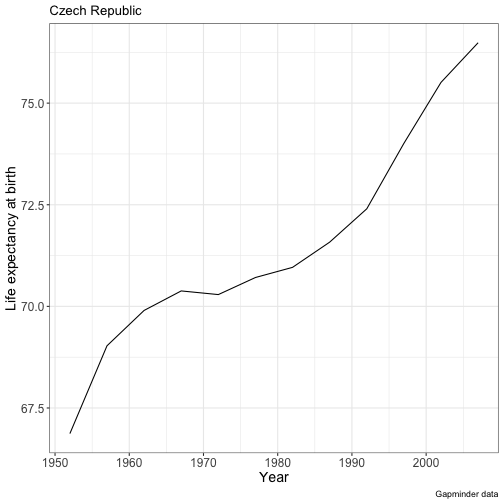 Czech Republic
Life expectancy at birth
75.0
72.5
70.0
67.5
1950 1960 1970 1980 1990 2000
Year
Gapminder data